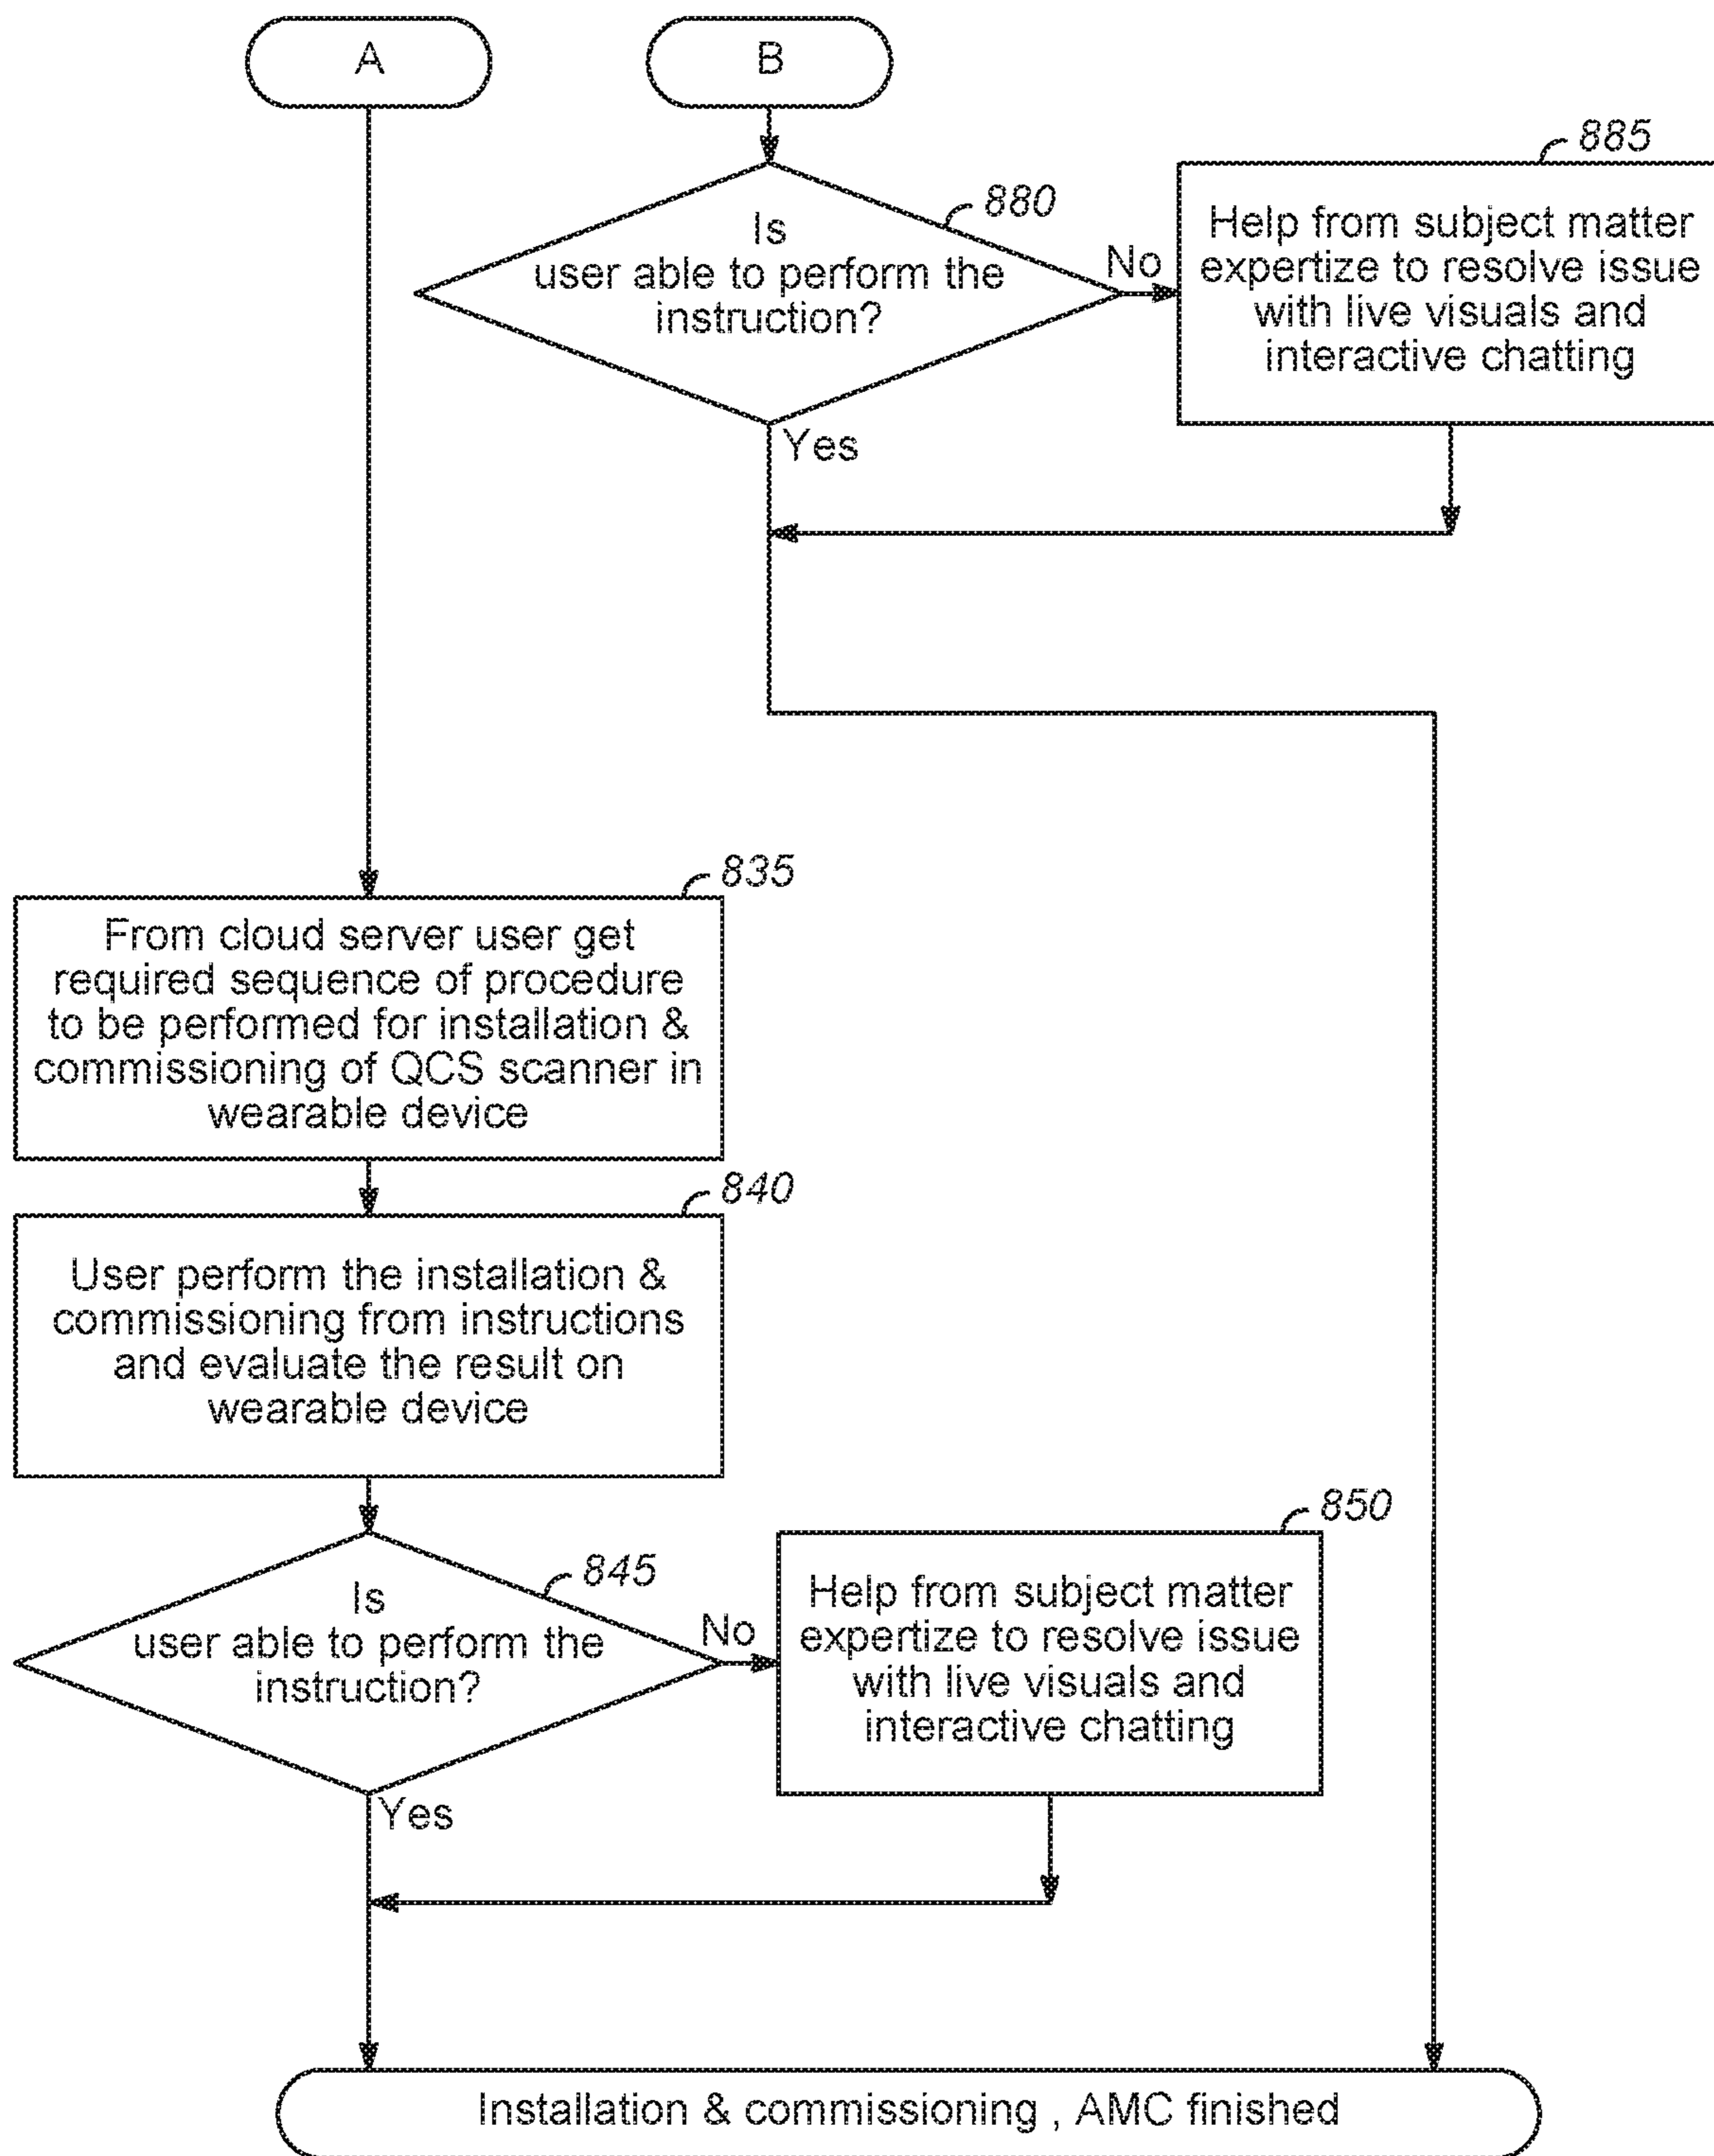 A
B
885
880
Is
user able to perform the
instruction?
No
Help from subject matter
expertize to resolve issue
with live visuals and
interactive chatting
Yes
835
From cloud server user get
required sequence of procedure
to be performed for installation &
commissioning of QCS scanner in
wearable device
840
User perform the installation &
commissioning from instructions
and evaluate the result on
wearable device
845
Is
user able to perform the
instruction?
No
850
Help from subject matter
expertize to resolve issue
with live visuals and
interactive chatting
Yes
Installation & commissioning , AMC finished